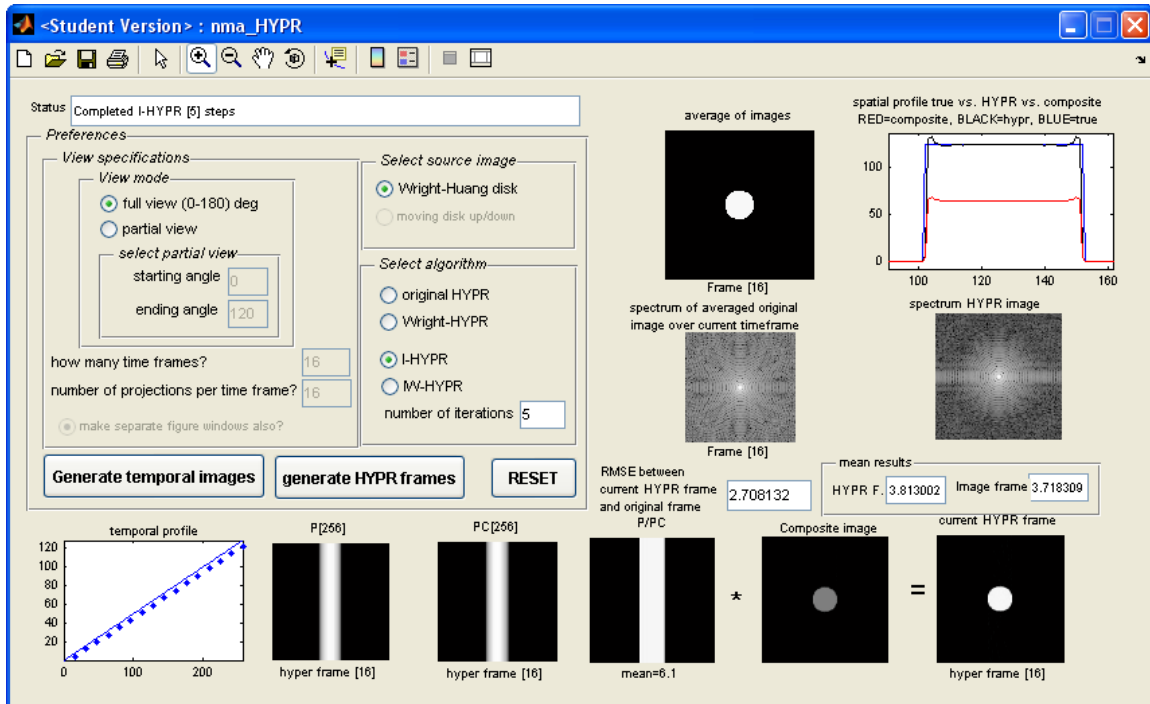 <Student Version> : nma_HYPR
Status Completed I-HYPR [5] steps
Preferences
View specifications
View mode
full view (0-180) deg
partial view
select partial view
starting angle 0
ending angle 120
how many time frames? 16
number of projections per time frame? 16
make separate figure windows also?
Select source image
Wright-Huang disk
moving disk up/down
Select algorithm
original HYPR
Wright-HYPR
I-HYPR
IW-HYPR
number of iterations 5
Generate temporal images
generate HYPR frames
RESET
average of images
Frame [16]
spatial profile true vs. HYPR vs. composite
RED=composite, BLACK=hypr, BLUE=true
100
50
0
100 120 140 160
spectrum of averaged original
image over current timeframe
Frame [16]
spectrum HYPR image
RMSE between
current HYPR frame
and original frame
2.708132
mean results
HYPR F. 3.813002 Image frame 3.718309
temporal profile
120
100
80
60
40
20
0 100 200
P[256]
hyper frame [16]
PC[256]
hyper frame [16]
P/PC
mean=6.1
*
Composite image
=
current HYPR frame
hyper frame [16]